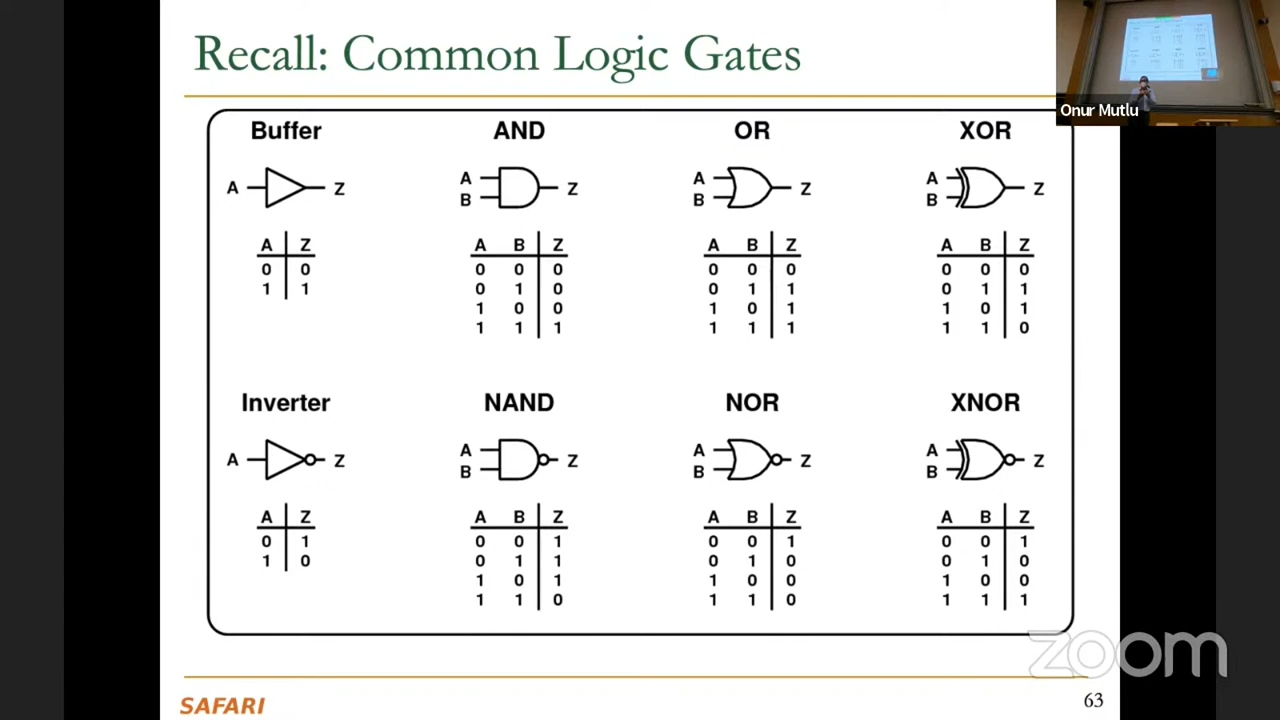 Recall: Common Logic Gates
Onur Mutlu
Buffer AND OR XOR
A Z A B Z A B Z A B Z
A Z A B Z A B Z A B Z
0 0 0 0 0 0 0 0 0 0 0
1 1 0 1 0 0 1 1 0 1 1
1 0 0 1 0 1 1 0 1
1 1 1 1 1 1 1 1 0
Inverter NAND NOR XNOR
A Z A B Z A B Z A B Z
A Z A B Z A B Z A B Z
0 1 0 0 1 0 0 1 0 0 1
1 0 0 1 1 0 1 0 0 1 0
1 0 1 1 0 0 1 0 0
1 1 0 1 1 0 1 1 1
zoom
SAFARI
63